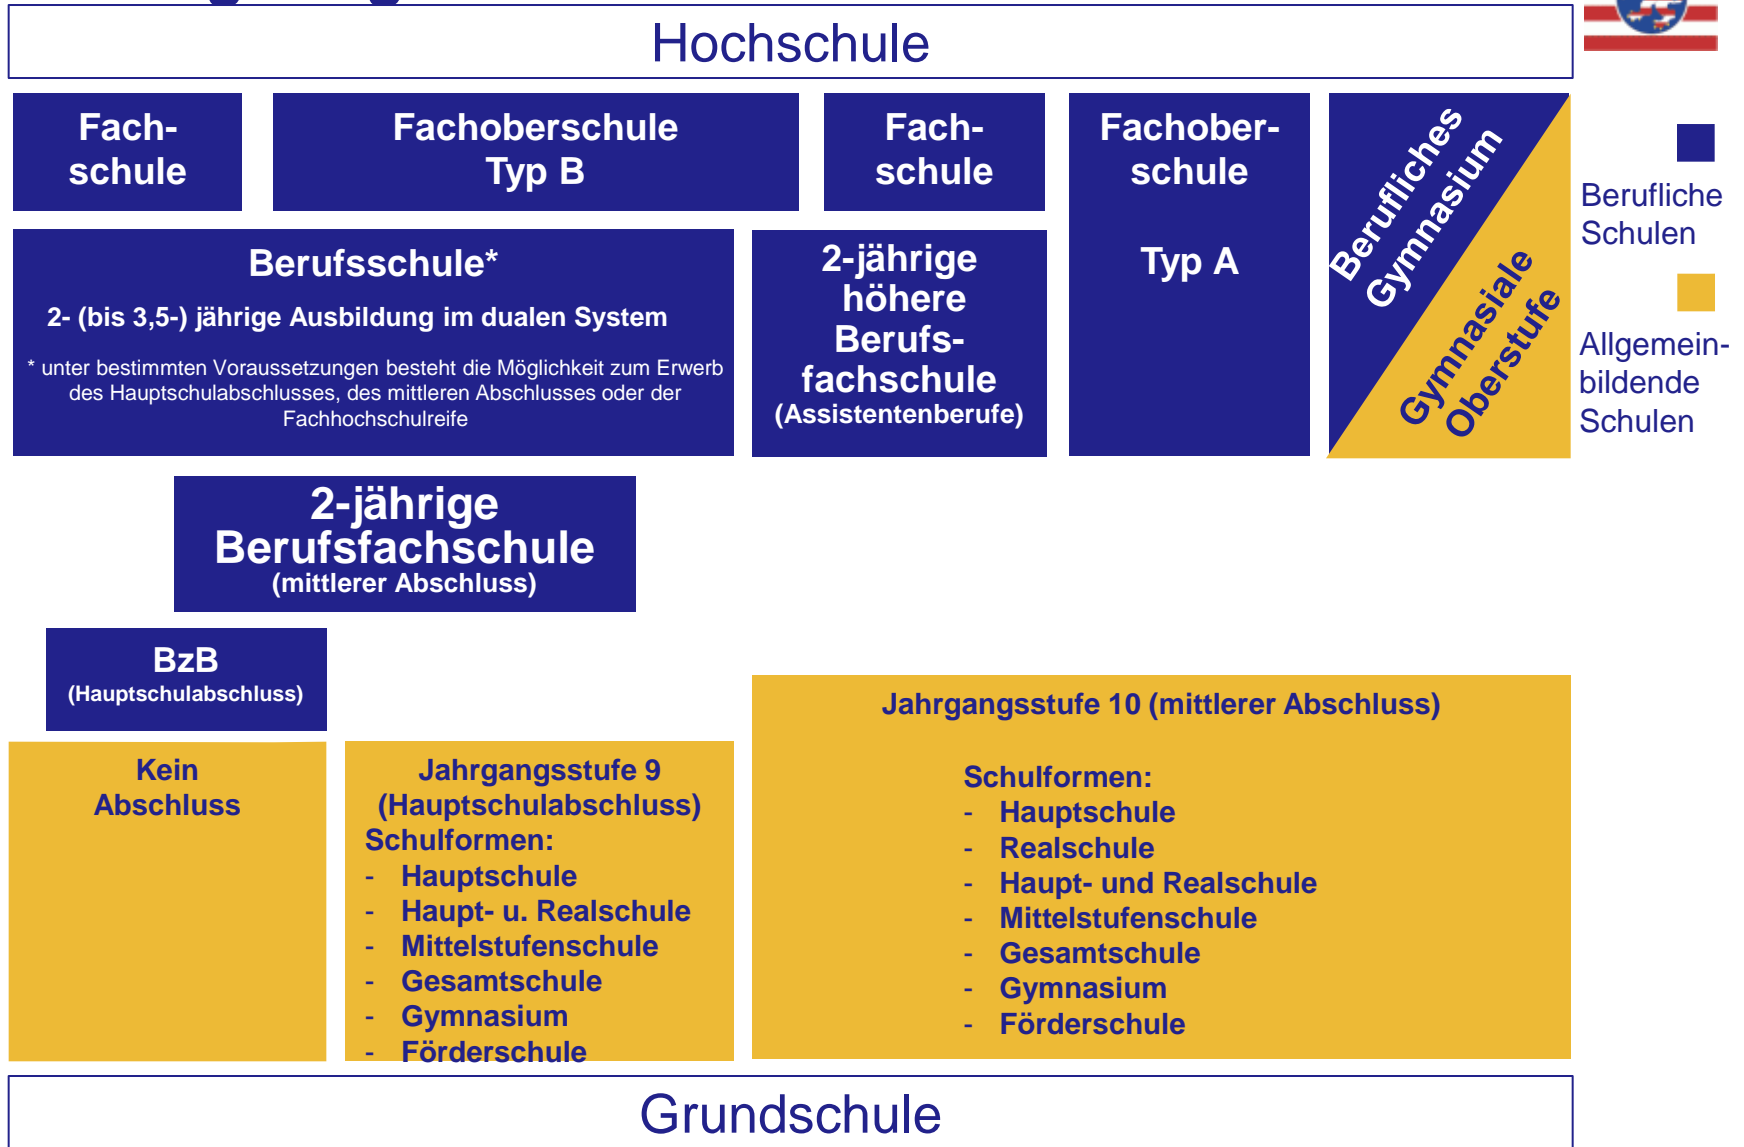 Hochschule
Fach-
schule
Fachoberschule
Typ B
Fach-
schule
Fachober-
schule
Typ A
Berufliches
Gymnasium
Gymnasiale
Oberstufe
Berufliche
Schulen
Allgemein-
bildende
Schulen
Berufsschule*
2- (bis 3,5-) jährige Ausbildung im dualen System
* unter bestimmten Voraussetzungen besteht die Möglichkeit zum Erwerb
des Hauptschulabschlusses, des mittleren Abschlusses oder der
Fachhochschulreife
2-jährige
höhere
Berufs-
fachschule
(Assistentenberufe)
2-jährige
Berufsfachschule
(mittlerer Abschluss)
BzB
(Hauptschulabschluss)
Kein
Abschluss
Jahrgangsstufe 9
(Hauptschulabschluss)
Schulformen:
- Hauptschule
- Haupt- u. Realschule
- Mittelstufenschule
- Gesamtschule
- Gymnasium
- Förderschule
Jahrgangsstufe 10 (mittlerer Abschluss)
Schulformen:
- Hauptschule
- Realschule
- Haupt- und Realschule
- Mittelstufenschule
- Gesamtschule
- Gymnasium
- Förderschule
Grundschule